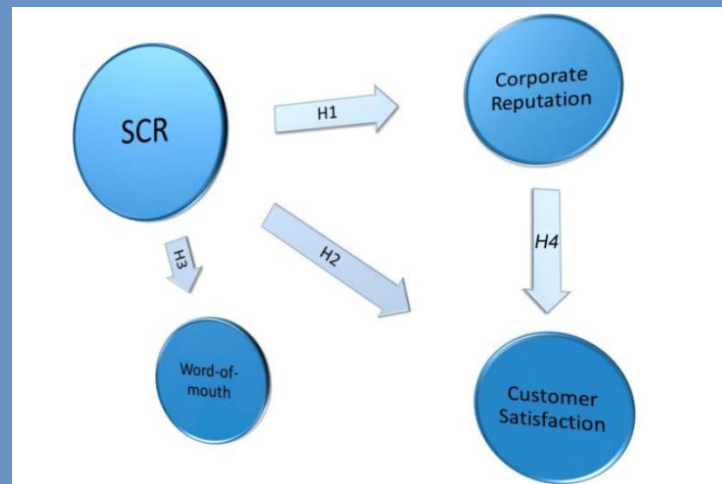 SCR
H1
Corporate
Reputation
H3
H2
H4
Word-of-
mouth
Customer
Satisfaction